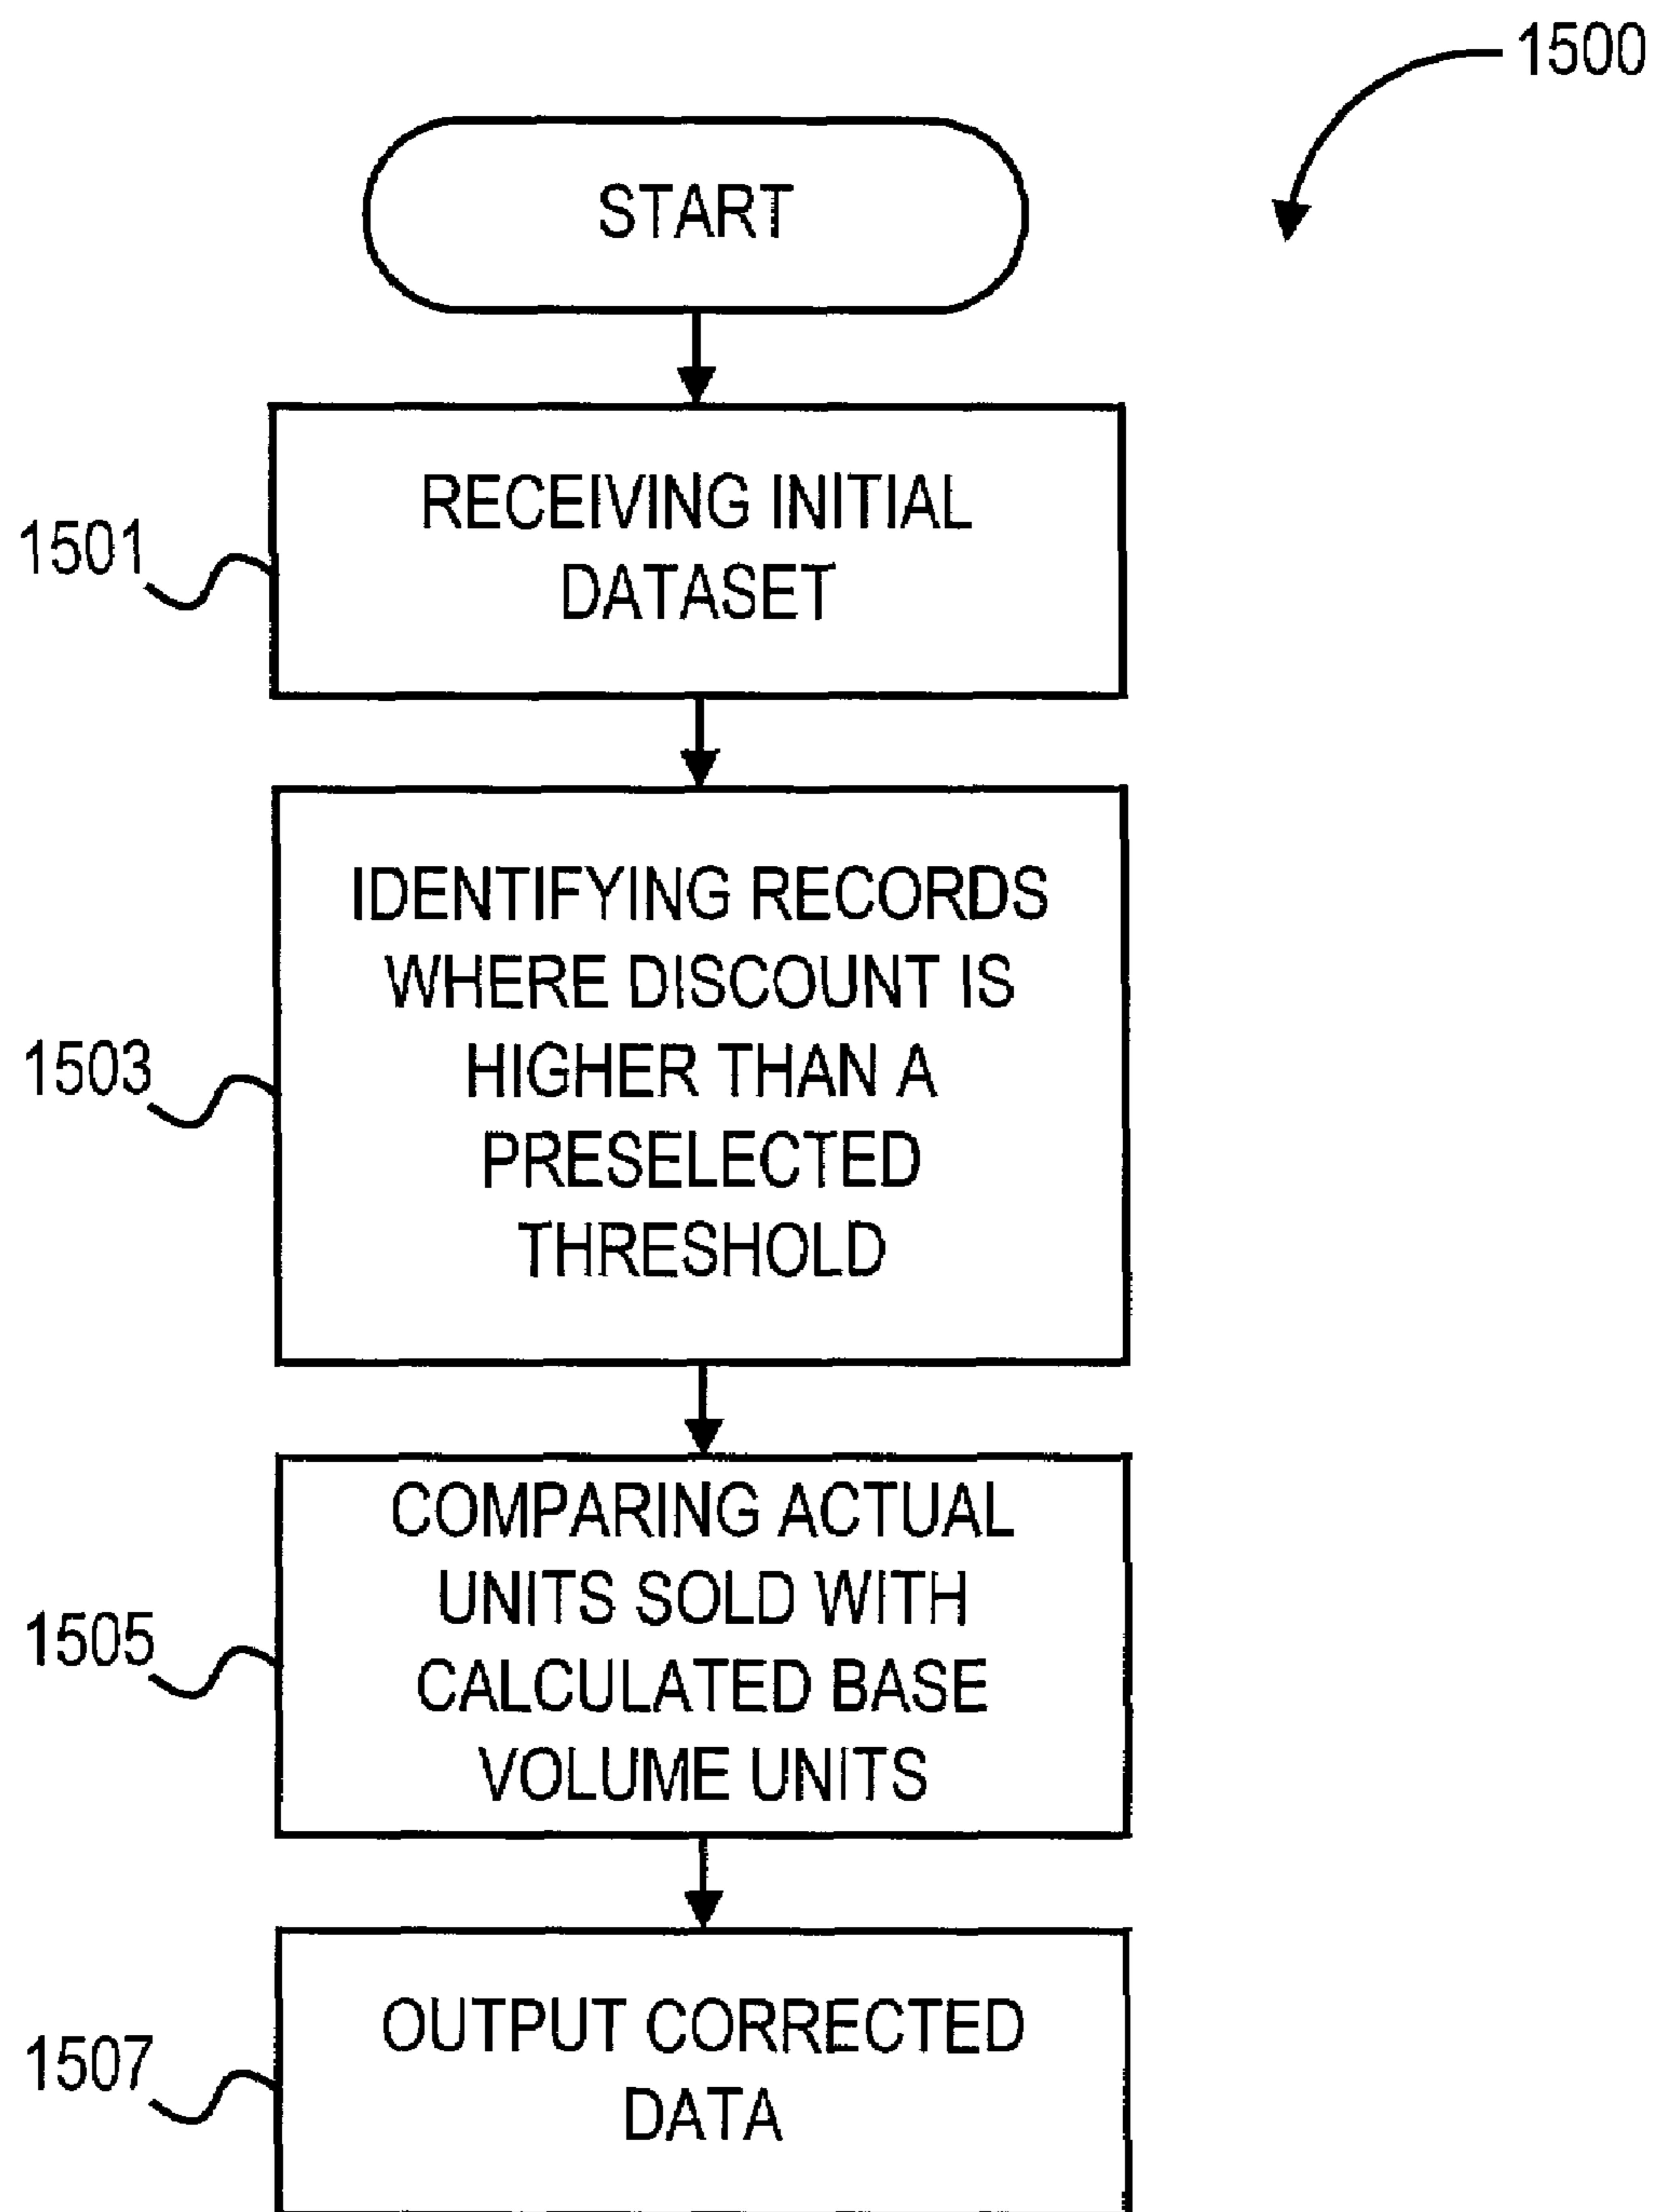 1500
START
RECEIVING INITIAL
DATASET
1501
IDENTIFYING RECORDS
WHERE DISCOUNT IS
HIGHER THAN A
PRESELECTED
THRESHOLD
1503
COMPARING ACTUAL
UNITS SOLD WITH
CALCULATED BASE
VOLUME UNITS
1505
OUTPUT CORRECTED
DATA
1507